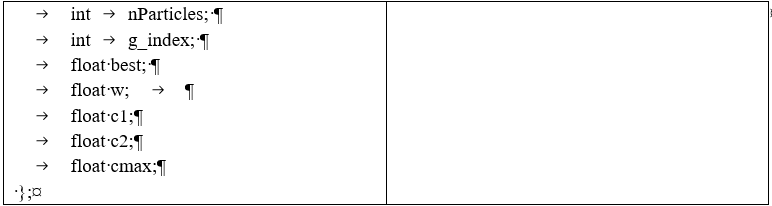 int nParticles;
int g_index;
float best;
float w;
float c1;
float c2;
float cmax;
};